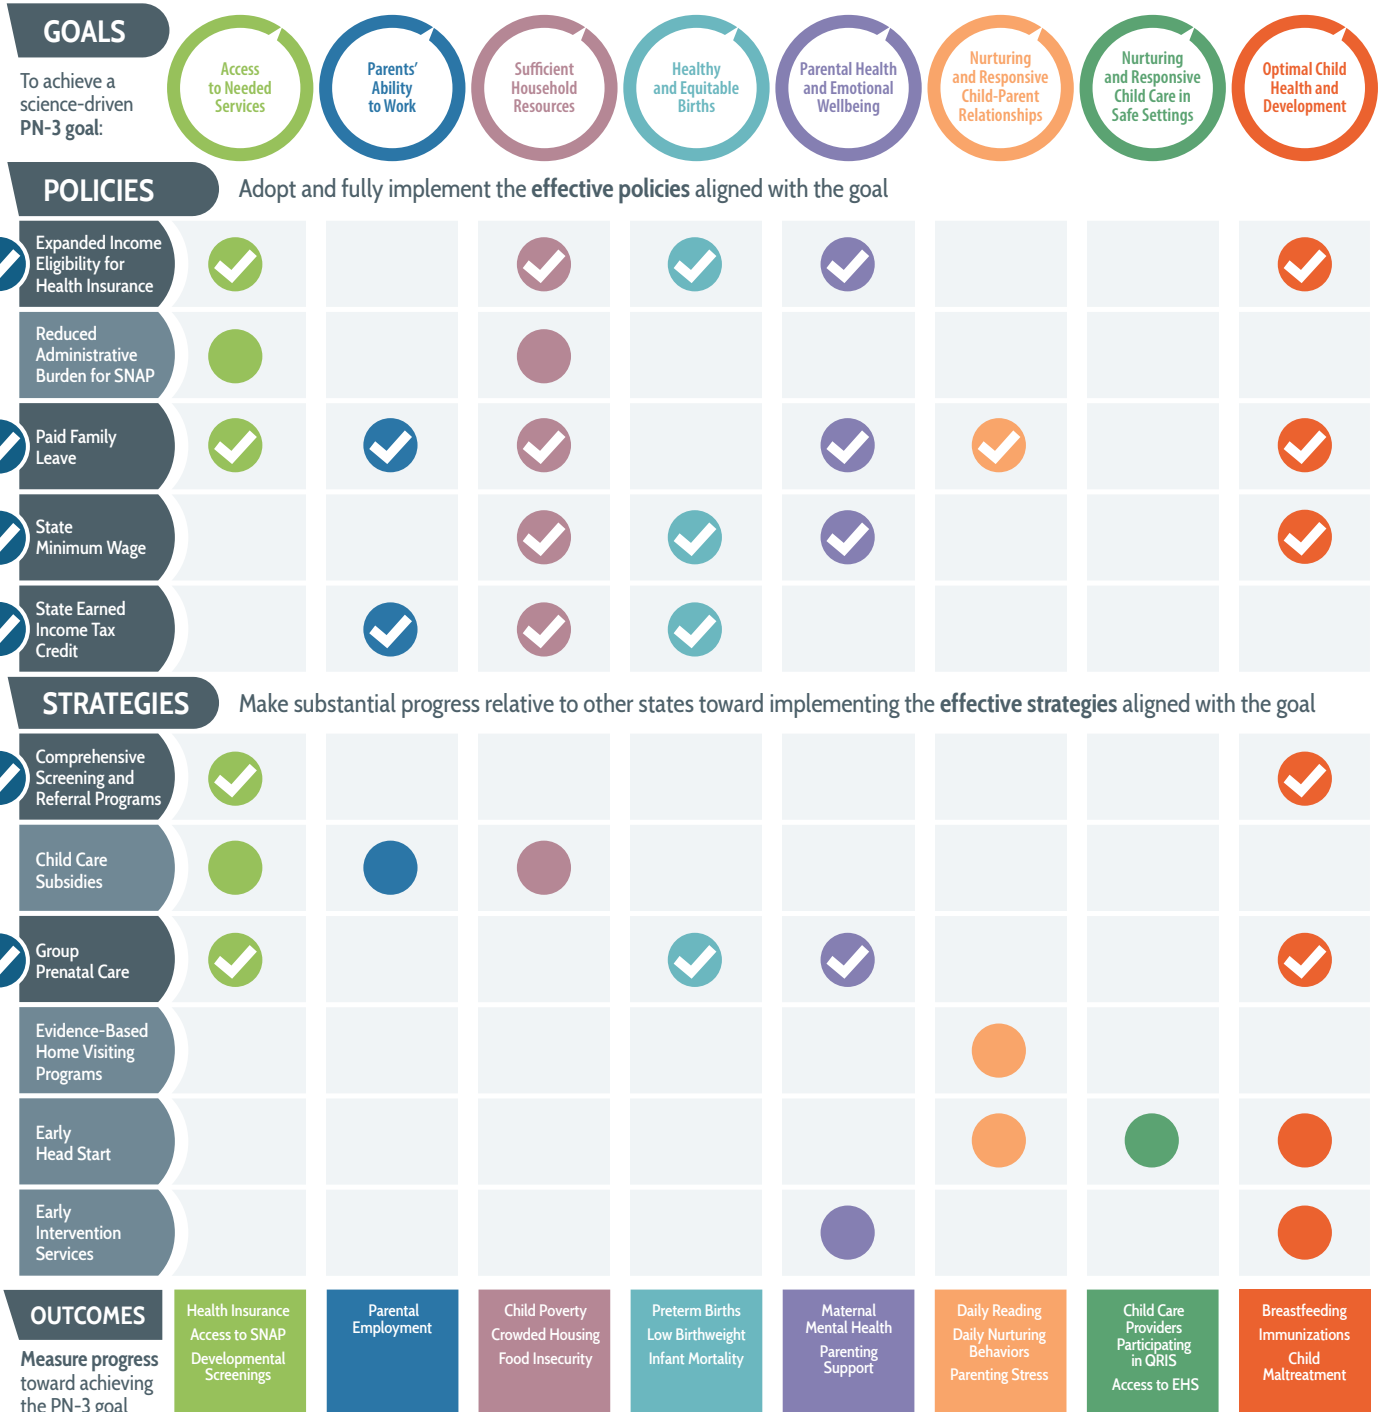 GOALS
To achieve a
science-driven
PN-3 goal:
Access
to Needed
Services
Parents'
Ability
to Work
Sufficient
Household
Resources
Healthy
and Equitable
Births
Parental Health
and Emotional
Wellbeing
Nurturing
and Responsive
Child-Parent
Relationships
Nurturing
and Responsive
Child Care in
Safe Settings
Optimal Child
Health and
Development
POLICIES
Adopt and fully implement the effective policies aligned with the goal
Expanded Income
Eligibility for
Health Insurance
Reduced
Administrative
Burden for SNAP
Paid Family
Leave
State
Minimum Wage
State Earned
Income Tax
Credit
STRATEGIES
Make substantial progress relative to other states toward implementing the effective strategies aligned with the goal
Comprehensive
Screening and
Referral Programs
Child Care
Subsidies
Group
Prenatal Care
Evidence-Based
Home Visiting
Programs
Early
Head Start
Early
Intervention
Services
OUTCOMES
Measure progress
toward achieving
the PN-3 goal
Health Insurance
Access to SNAP
Developmental
Screenings
Parental
Employment
Child Poverty
Crowded Housing
Food Insecurity
Preterm Births
Low Birthweight
Infant Mortality
Maternal
Mental Health
Parenting
Support
Daily Reading
Daily Nurturing
Behaviors
Parenting Stress
Child Care
Providers
Participating
in QRIS
Access to EHS
Breastfeeding
Immunizations
Child
Maltreatment